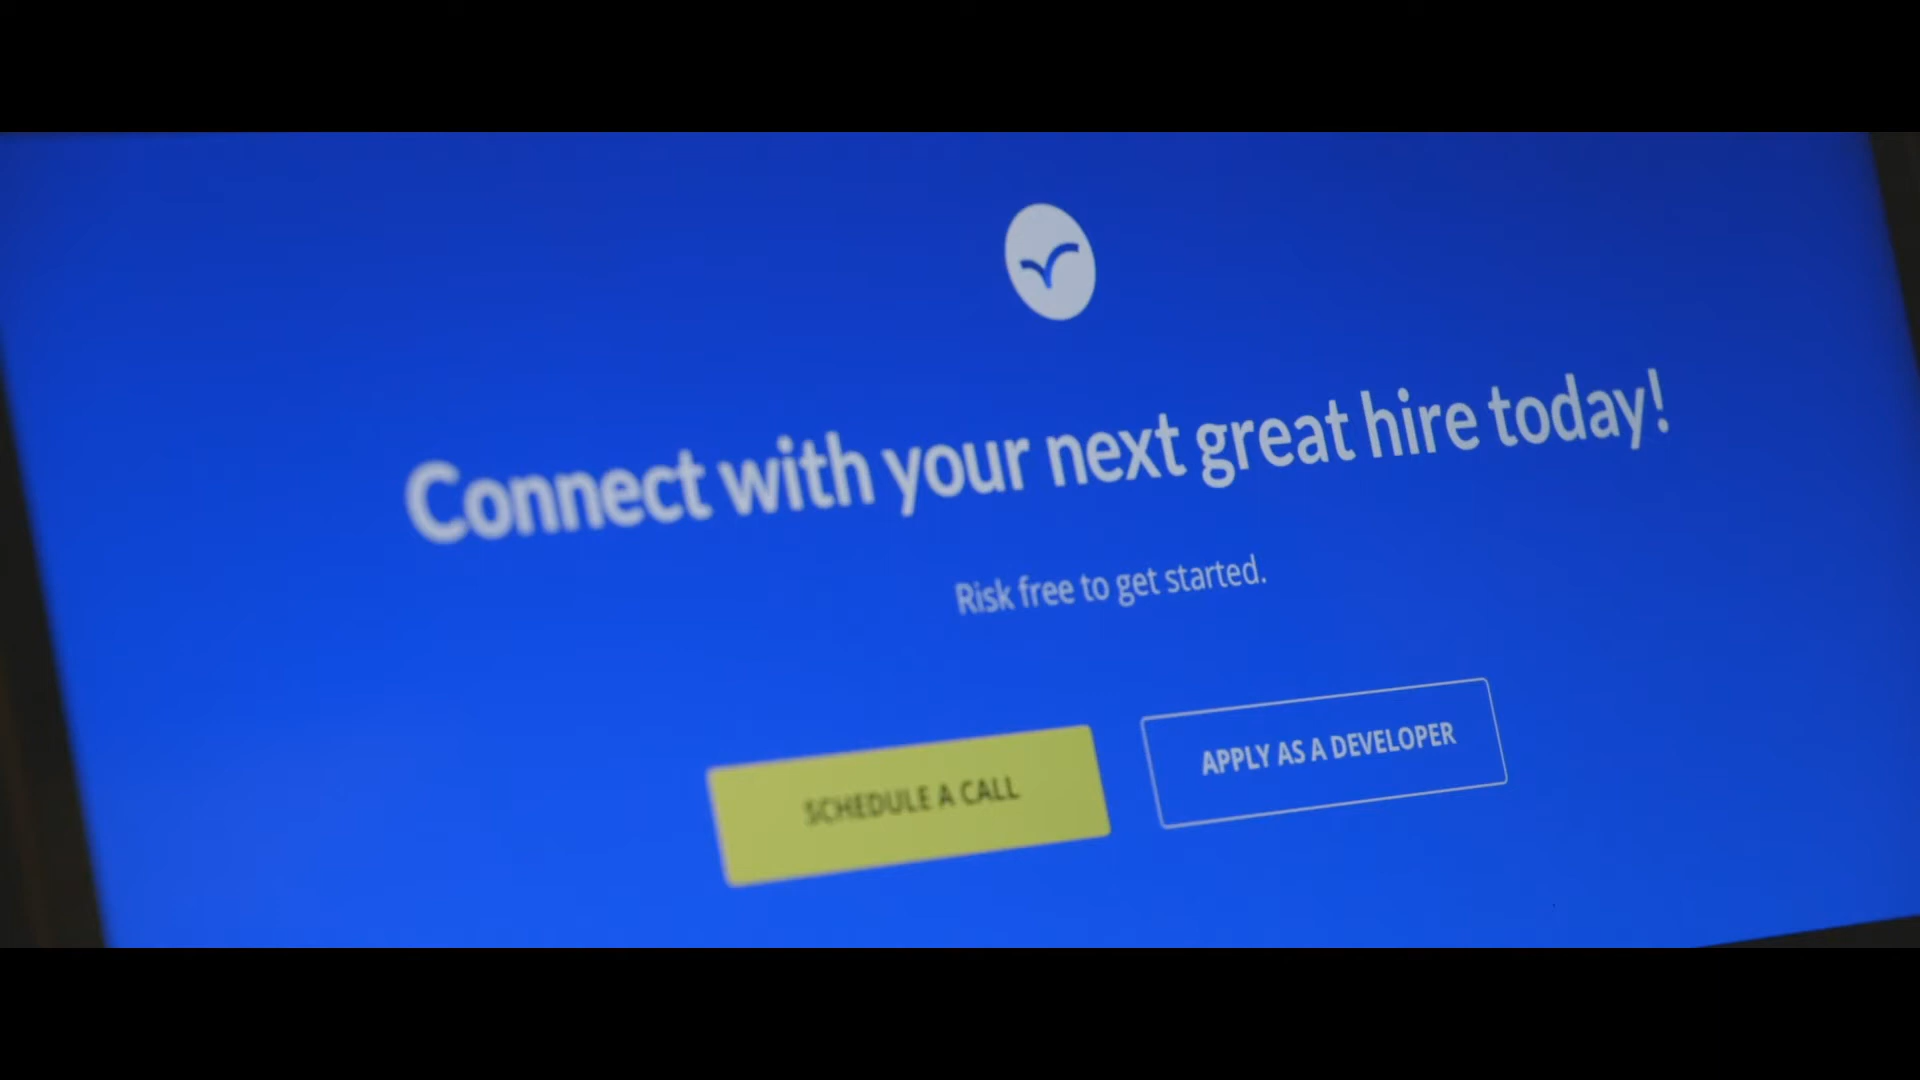 Connect with your next great hire today!
Risk free to get started.
SCHEDULE A CALL
APPLY AS A DEVELOPER